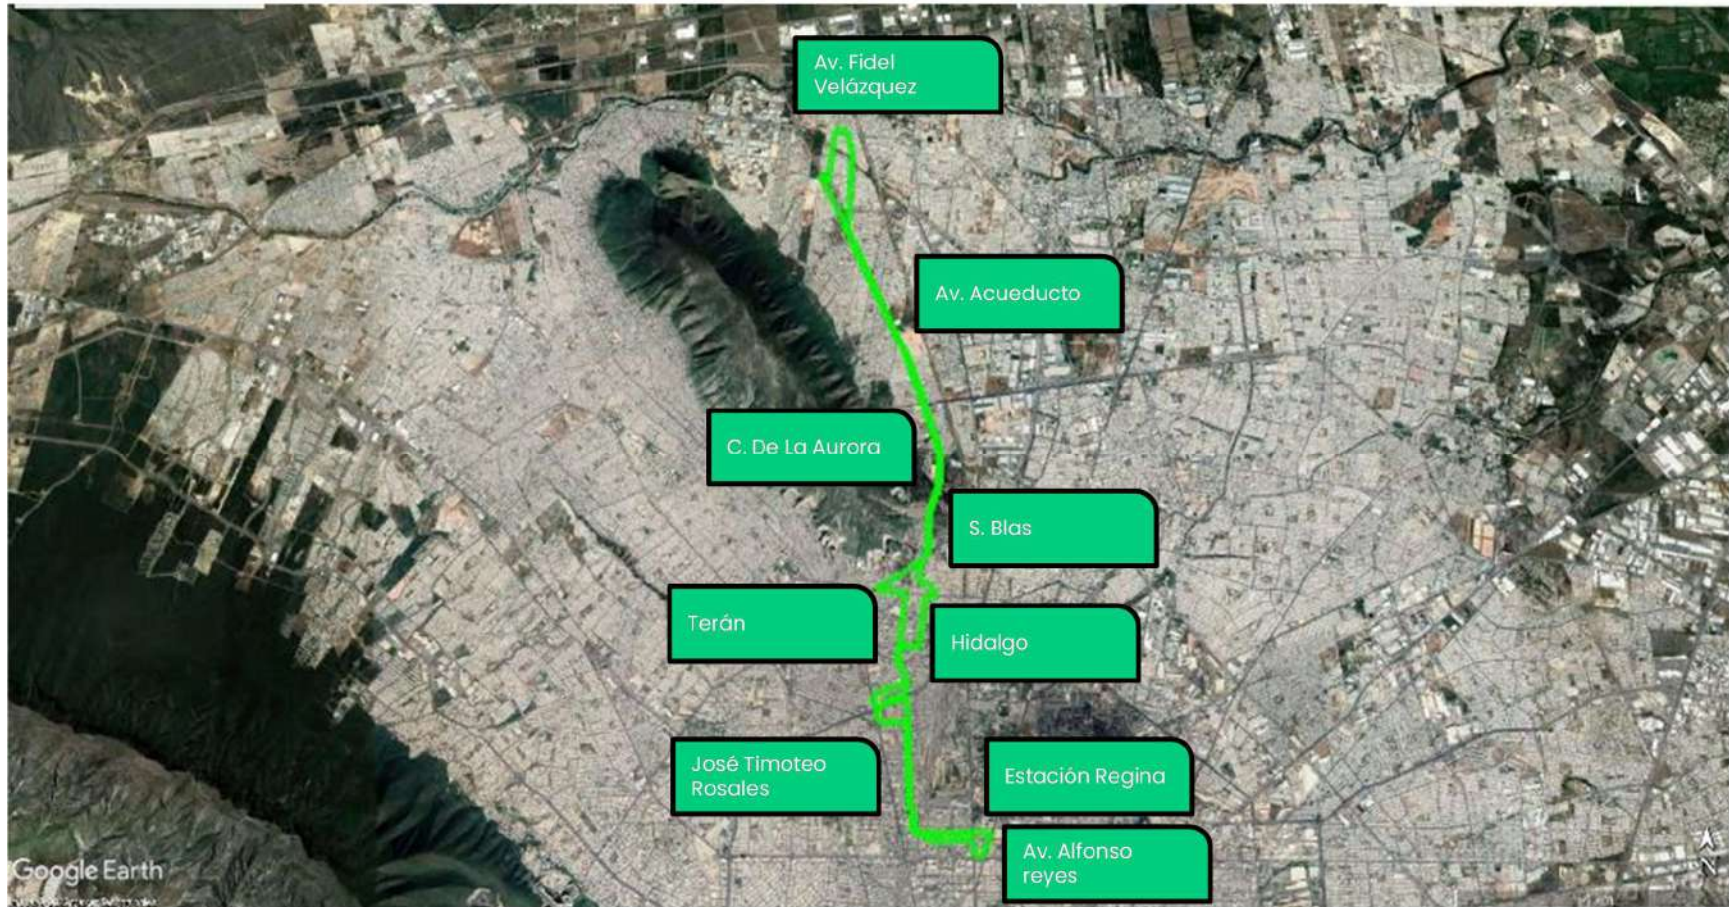 Av. Fidel
Velázquez
Av. Acueducto
C. De La Aurora
S. Blas
Terán
Hidalgo
José Timoteo
Rosales
Estación Regina
Av. Alfonso
reyes
Google Earth
N